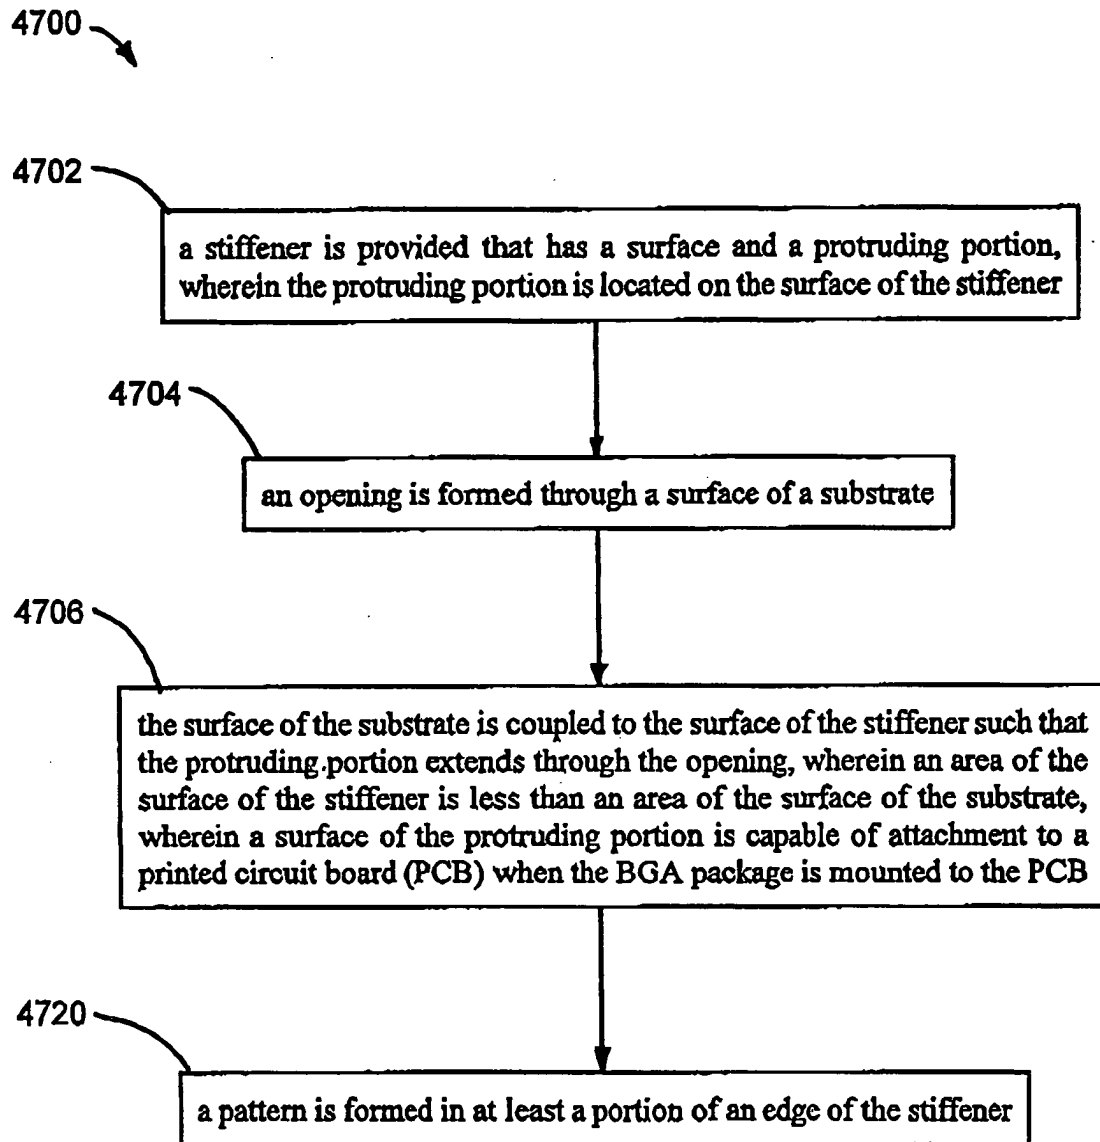 4700
4702
a stiffener is provided that has a surface and a protruding portion,
wherein the protruding portion is located on the surface of the stiffener
4704
an opening is formed through a surface of a substrate
4706
the surface of the substrate is coupled to the surface of the stiffener such that
the protruding portion extends through the opening, wherein an area of the
surface of the stiffener is less than an area of the surface of the substrate,
wherein a surface of the protruding portion is capable of attachment to a
printed circuit board (PCB) when the BGA package is mounted to the PCB
4720
a pattern is formed in at least a portion of an edge of the stiffener